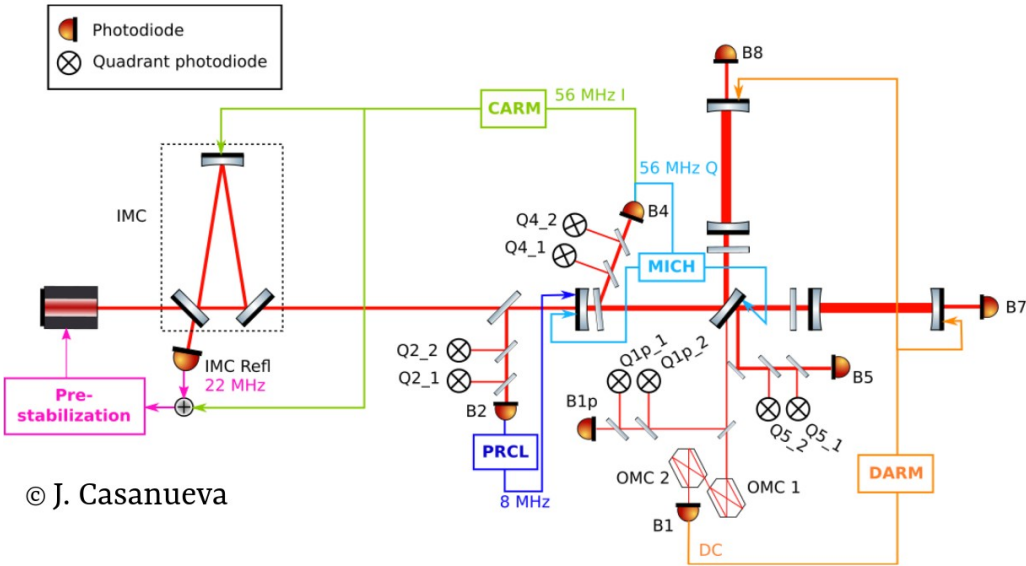 Photodiode
Quadrant photodiode
B8
CARM
56 MHz I
56 MHz Q
IMC
Q4_2
B4
Q4_1
MICH
B7
Q2_2
Q2_1
IMC Refl
22 MHz
Pre-
stabilization
B2
PRCL
8 MHz
Q1p_1
Q1p_2
B1p
B5
Q5_2
Q5_1
OMC 2
OMC 1
B1
DARM
DC
© J. Casanueva